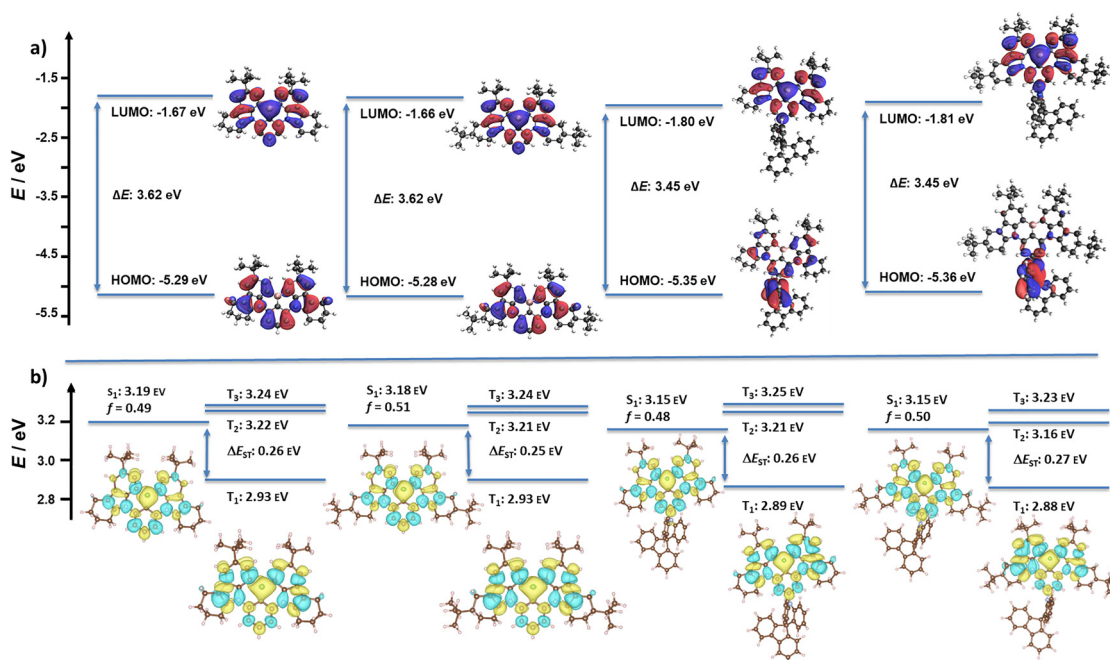 a)
E / eV
-1.5
-2.5
-3.5
-4.5
-5.5
LUMO: -1.67 eV
ΔE: 3.62 eV
HOMO: -5.29 eV
LUMO: -1.66 eV
ΔE: 3.62 eV
HOMO: -5.28 eV
LUMO: -1.80 eV
ΔE: 3.45 eV
HOMO: -5.35 eV
LUMO: -1.81 eV
ΔE: 3.45 eV
HOMO: -5.36 eV
b)
E / eV
3.2
3.0
2.8
S1: 3.19 EV
f = 0.49
T3: 3.24 EV
T2: 3.22 EV
ΔEST: 0.26 EV
T1: 2.93 EV
S1: 3.18 EV
f = 0.51
T3: 3.24 EV
T2: 3.21 EV
ΔEST: 0.25 EV
T1: 2.93 EV
S1: 3.15 EV
f = 0.48
T3: 3.25 EV
T2: 3.21 EV
ΔEST: 0.26 EV
T1: 2.89 EV
S1: 3.15 EV
f = 0.50
T3: 3.23 EV
T2: 3.16 EV
ΔEST: 0.27 EV
T1: 2.88 EV